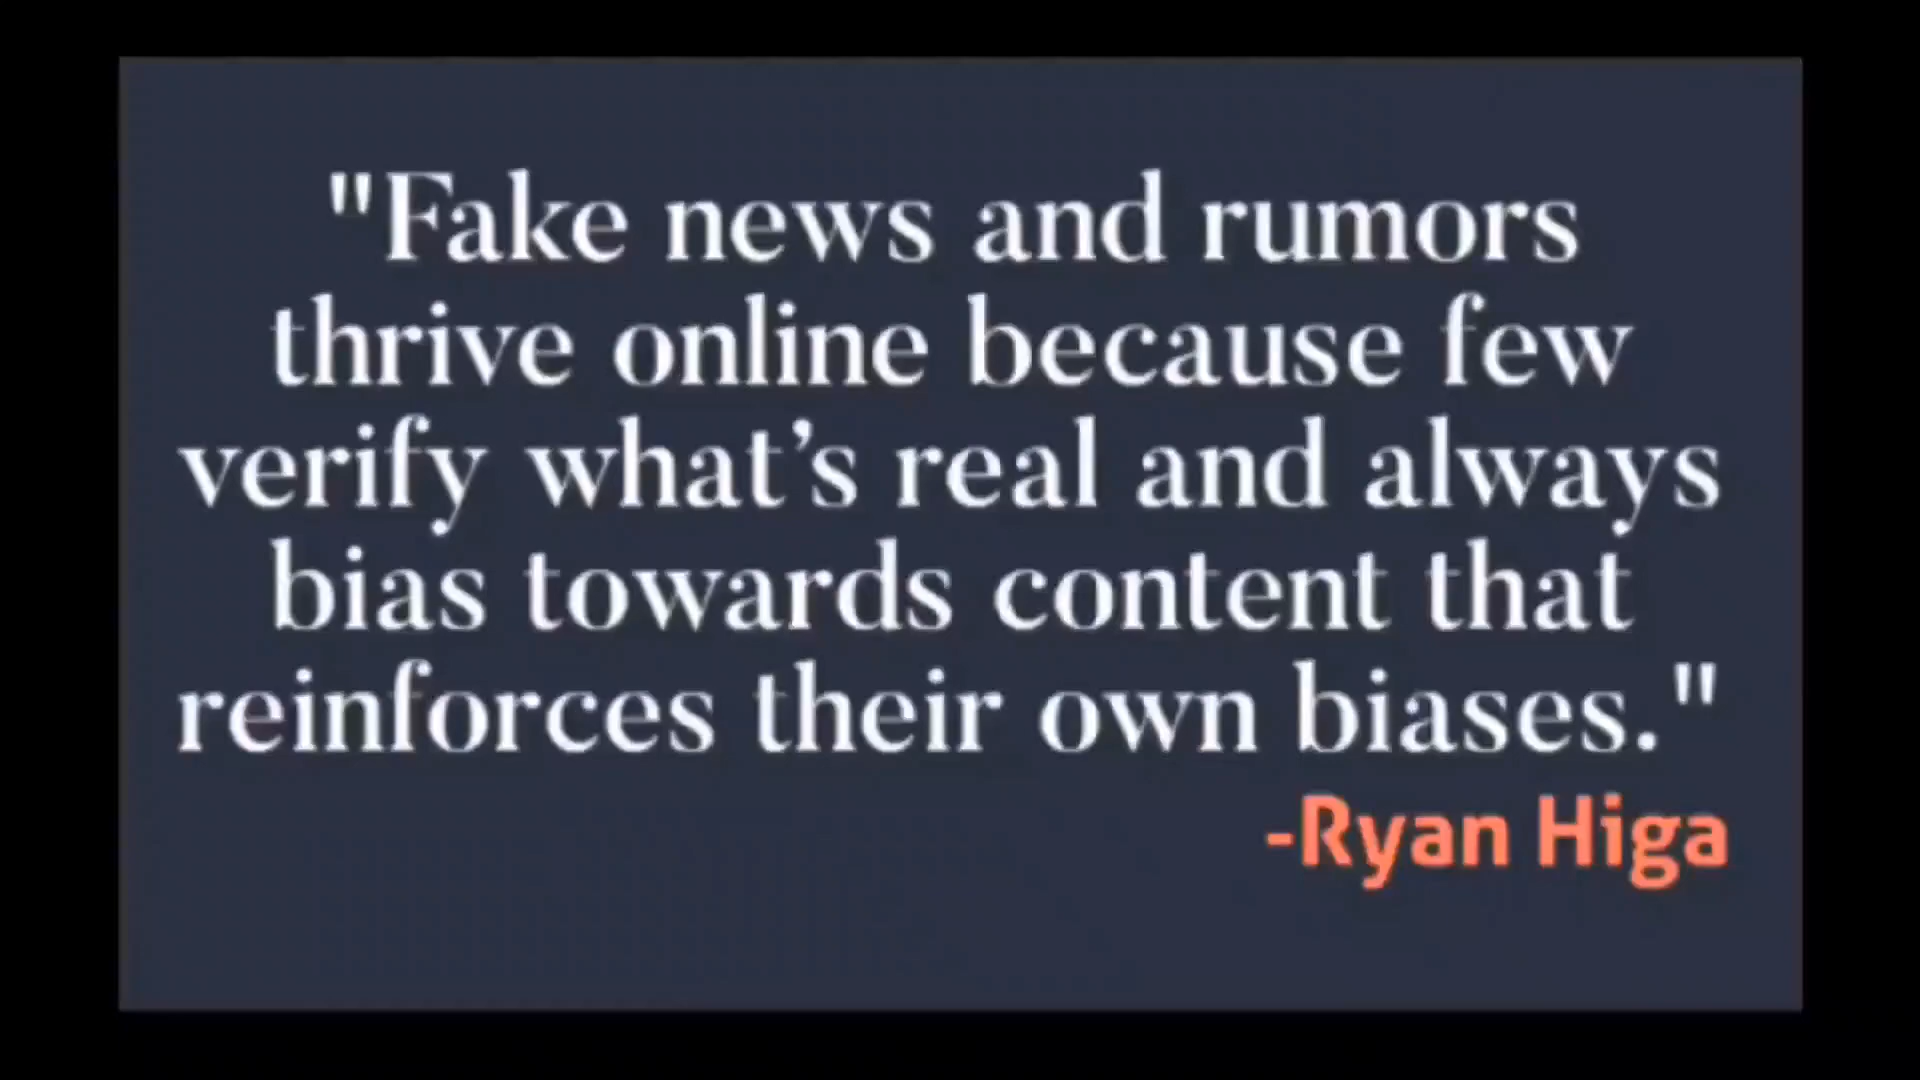 "Fake news and rumors
thrive online because few
verify what’s real and always
bias towards content that
reinforces their own biases."
-Ryan Higa